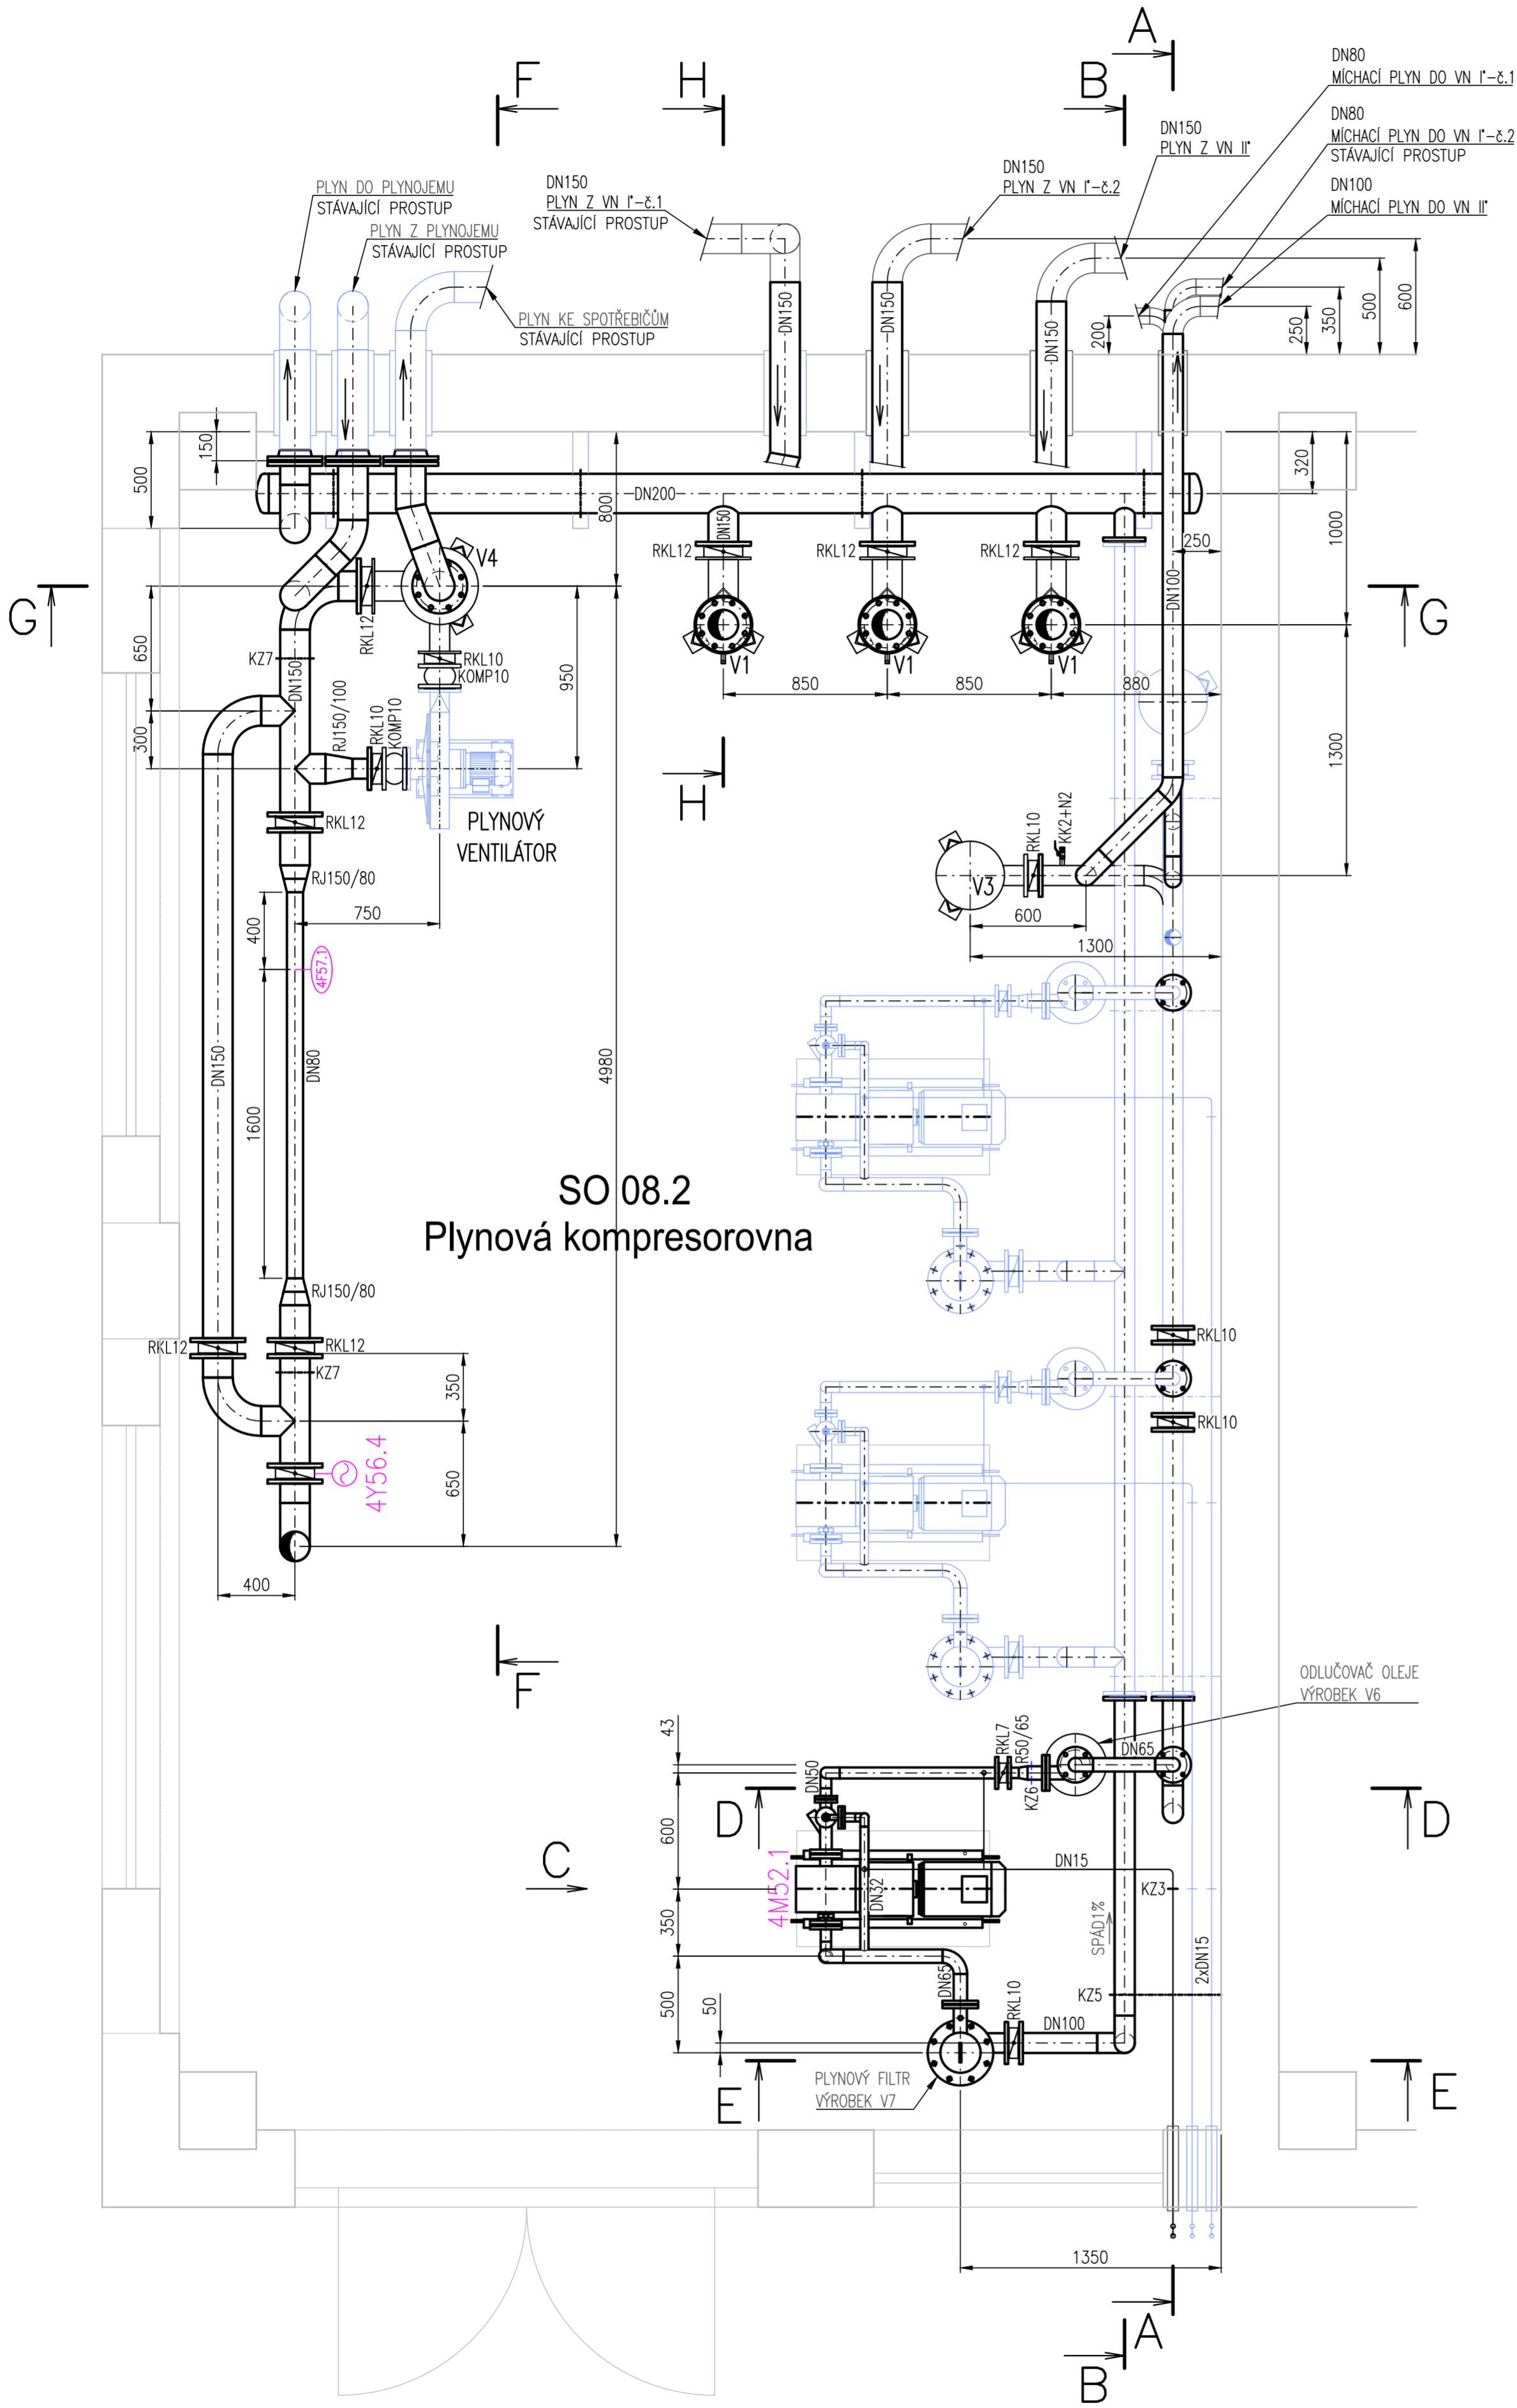 A
DN80
MÍCHACÍ PLYN DO VN I°-č.1
F
H
B
DN80
MÍCHACÍ PLYN DO VN I°-č.2
STÁVAJÍCÍ PROSTUP
DN150
PLYN Z VN II°
DN150
PLYN Z VN I°-č.2
DN150
PLYN Z VN I°-č.1
STÁVAJÍCÍ PROSTUP
PLYN DO PLYNOJEMU
STÁVAJÍCÍ PROSTUP
DN100
MÍCHACÍ PLYN DO VN II°
PLYN Z PLYNOJEMU
STÁVAJÍCÍ PROSTUP
PLYN KE SPOTŘEBIČŮM
STÁVAJÍCÍ PROSTUP
DN150
DN150
DN150
200
250
350
500
600
150
500
800
DN200
320
1000
DN150
RKL12
RKL12
RKL12
250
V4
DN100
G
G
650
RKL12
KZ7
RKL10
KOMP10
950
V1
V1
V1
DN150
850
850
880
300
RJ150/100
RKL10
KOMP10
1300
H
RKL12
PLYNOVÝ
VENTILÁTOR
RKL10
KK2+N2
RJ150/80
V3
400
750
600
1300
4F57.1
DN150
1600
DN80
4980
SO 08.2
Plynová kompresorovna
RJ150/80
RKL12
RKL12
RKL10
KZ7
350
RKL10
4Y56.4
650
400
F
ODLUČOVAČ OLEJE
VÝROBEK V6
43
RKL7
R50/65
DN65
DN50
KZ6
D
D
600
C
4M52.1
DN15
DN32
KZ3
350
SPÁD1%
2xDN15
DN65
500
50
RKL10
KZ5
DN100
E
E
PLYNOVÝ FILTR
VÝROBEK V7
1350
A
B